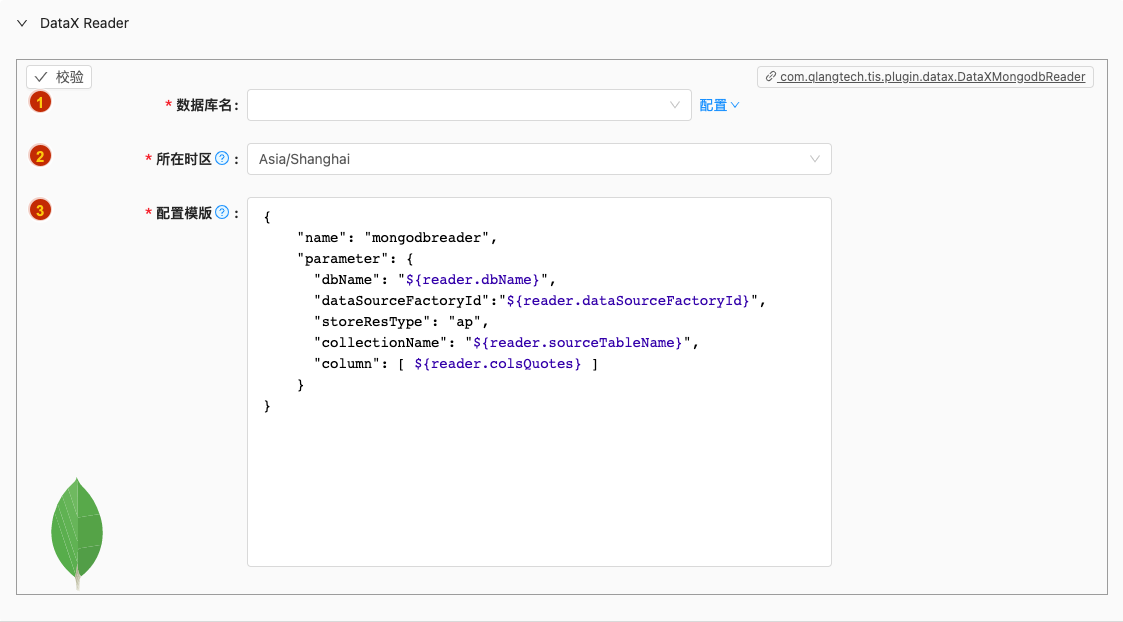 DataX Reader
校验
com.qlangtech.tis.plugin.datax.DataXMongodbReader
1
* 数据库名:
配置
2
* 所在时区 ? :
Asia/Shanghai
3
* 配置模版 ? :
{
    "name": "mongodbreader",
    "parameter": {
      "dbName": "${reader.dbName}",
      "dataSourceFactoryId":"${reader.dataSourceFactoryId}",
      "storeResType": "ap",
      "collectionName": "${reader.sourceTableName}",
      "column": [ ${reader.colsQuotes} ]
    }
}